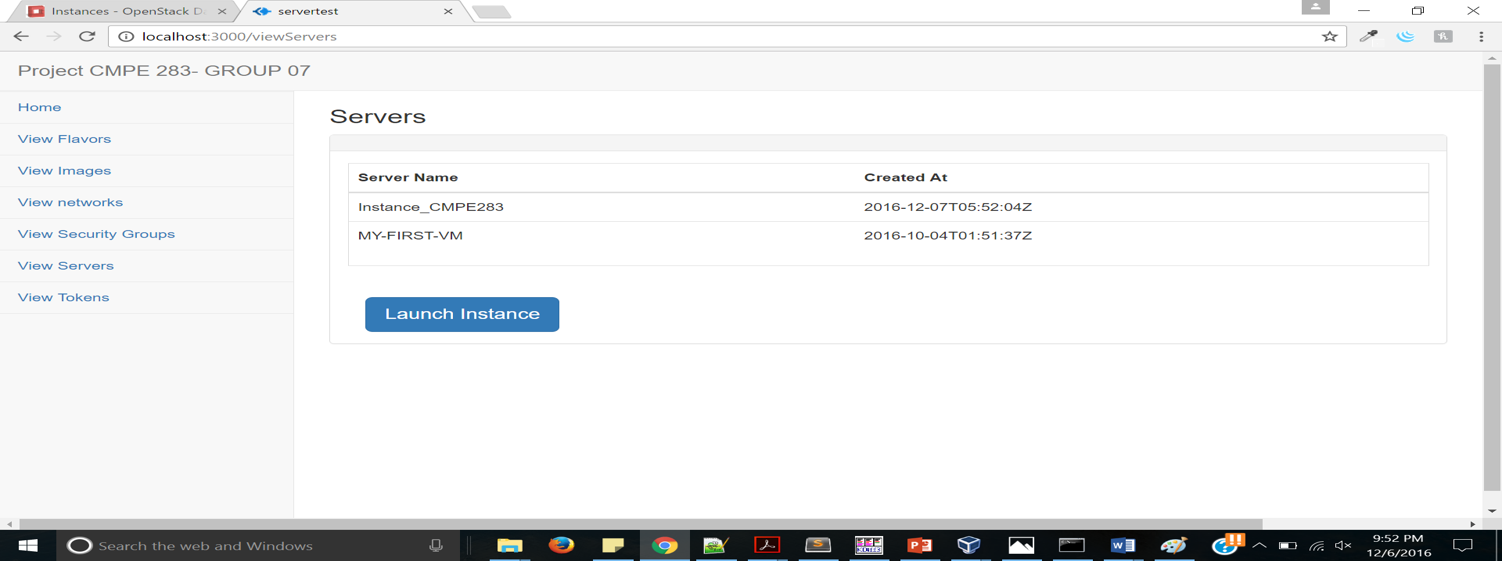 Instances - OpenStack Da
servertest
localhost:3000/viewServers
Project CMPE 283- GROUP 07
Home
View Flavors
View Images
View networks
View Security Groups
View Servers
View Tokens
Servers
Server Name Created At
Instance_CMPE283 2016-12-07T05:52:04Z
MY-FIRST-VM 2016-10-04T01:51:37Z
Launch Instance
Search the web and Windows
9:52 PM
12/6/2016